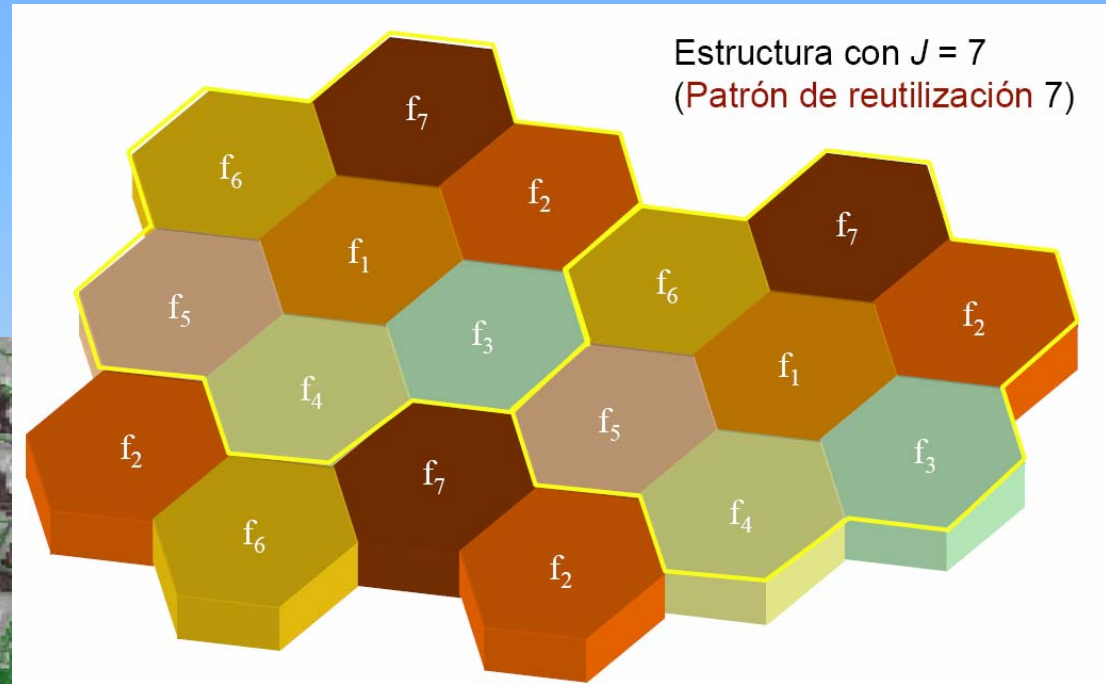 Estructura con J = 7
(Patrón de reutilización 7)
f₇
f₆
f₂
f₇
f₁
f₆
f₂
f₅
f₃
f₁
f₄
f₅
f₃
f₂
f₇
f₄
f₆
f₂